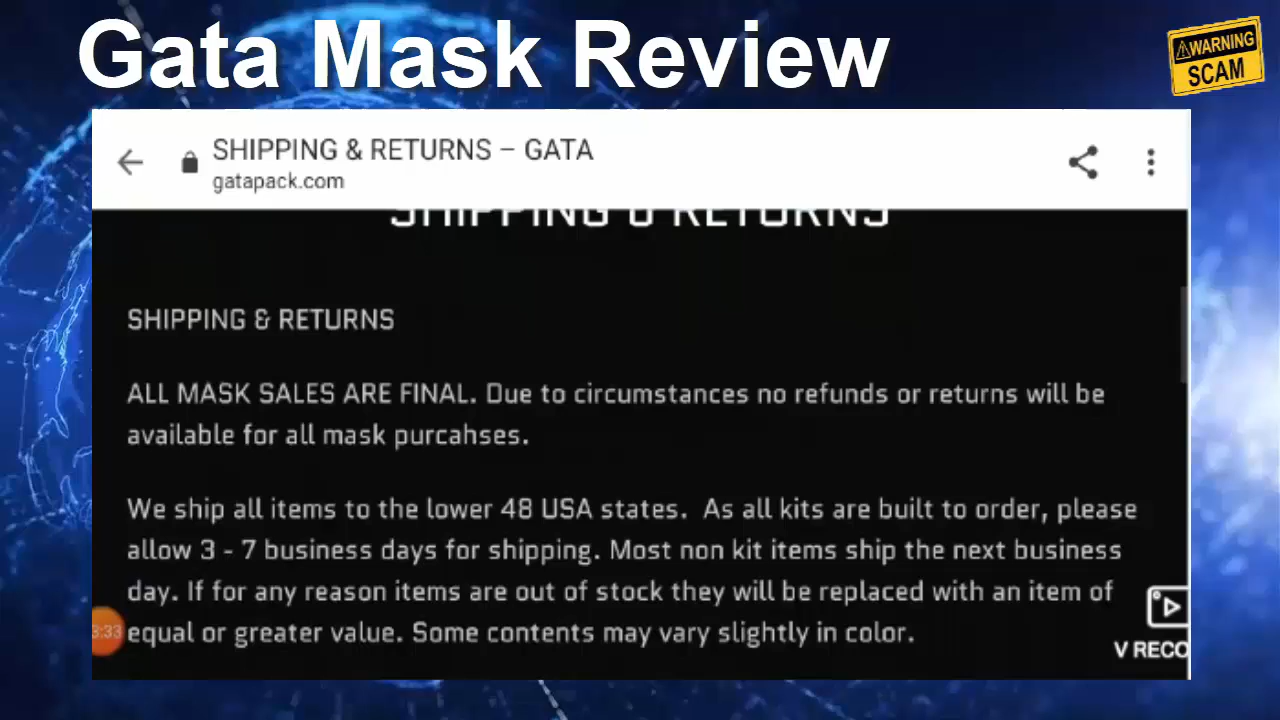 Gata Mask Review
WARNING
SCAM
SHIPPING & RETURNS – GATA
gatapack.com
SHIPPING & RETURNS
SHIPPING & RETURNS
ALL MASK SALES ARE FINAL. Due to circumstances no refunds or returns will be
available for all mask purcahses.
We ship all items to the lower 48 USA states. As all kits are built to order, please
allow 3 - 7 business days for shipping. Most non kit items ship the next business
day. If for any reason items are out of stock they will be replaced with an item of
3:33
equal or greater value. Some contents may vary slightly in color.
V RECO